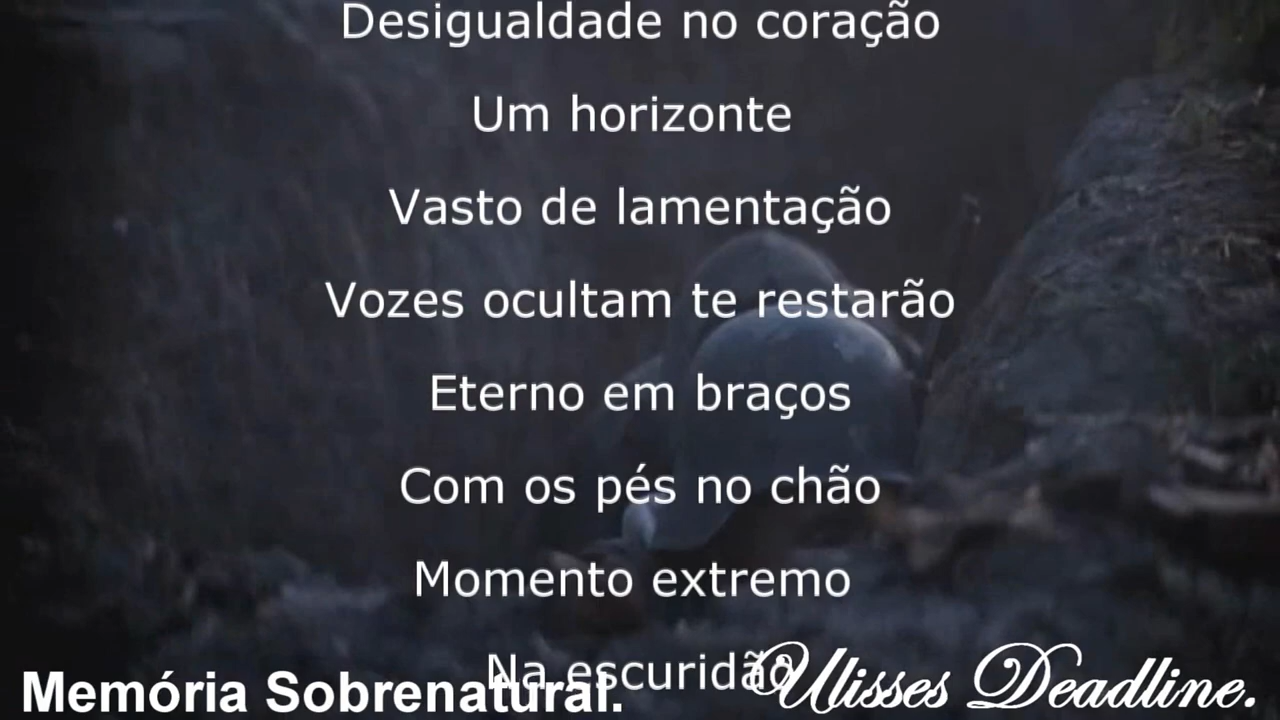 Desigualdade no coração
Um horizonte
Vasto de lamentação
Vozes ocultam te restarão
Eterno em braços
Com os pés no chão
Momento extremo
Na escuridão
Memória Sobrenatural.
Ulisses Deadline.